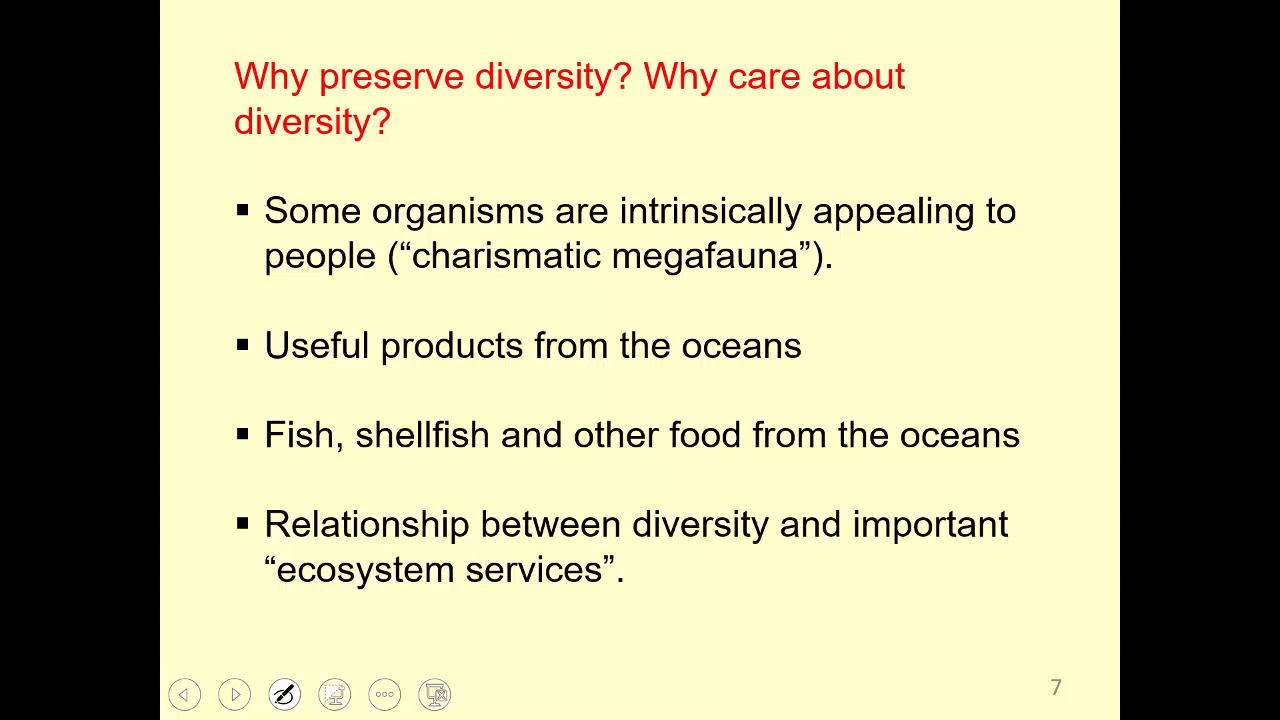 Why preserve diversity? Why care about
diversity?
▪ Some organisms are intrinsically appealing to
people (“charismatic megafauna”).
▪ Useful products from the oceans
▪ Fish, shellfish and other food from the oceans
▪ Relationship between diversity and important
“ecosystem services”.
7